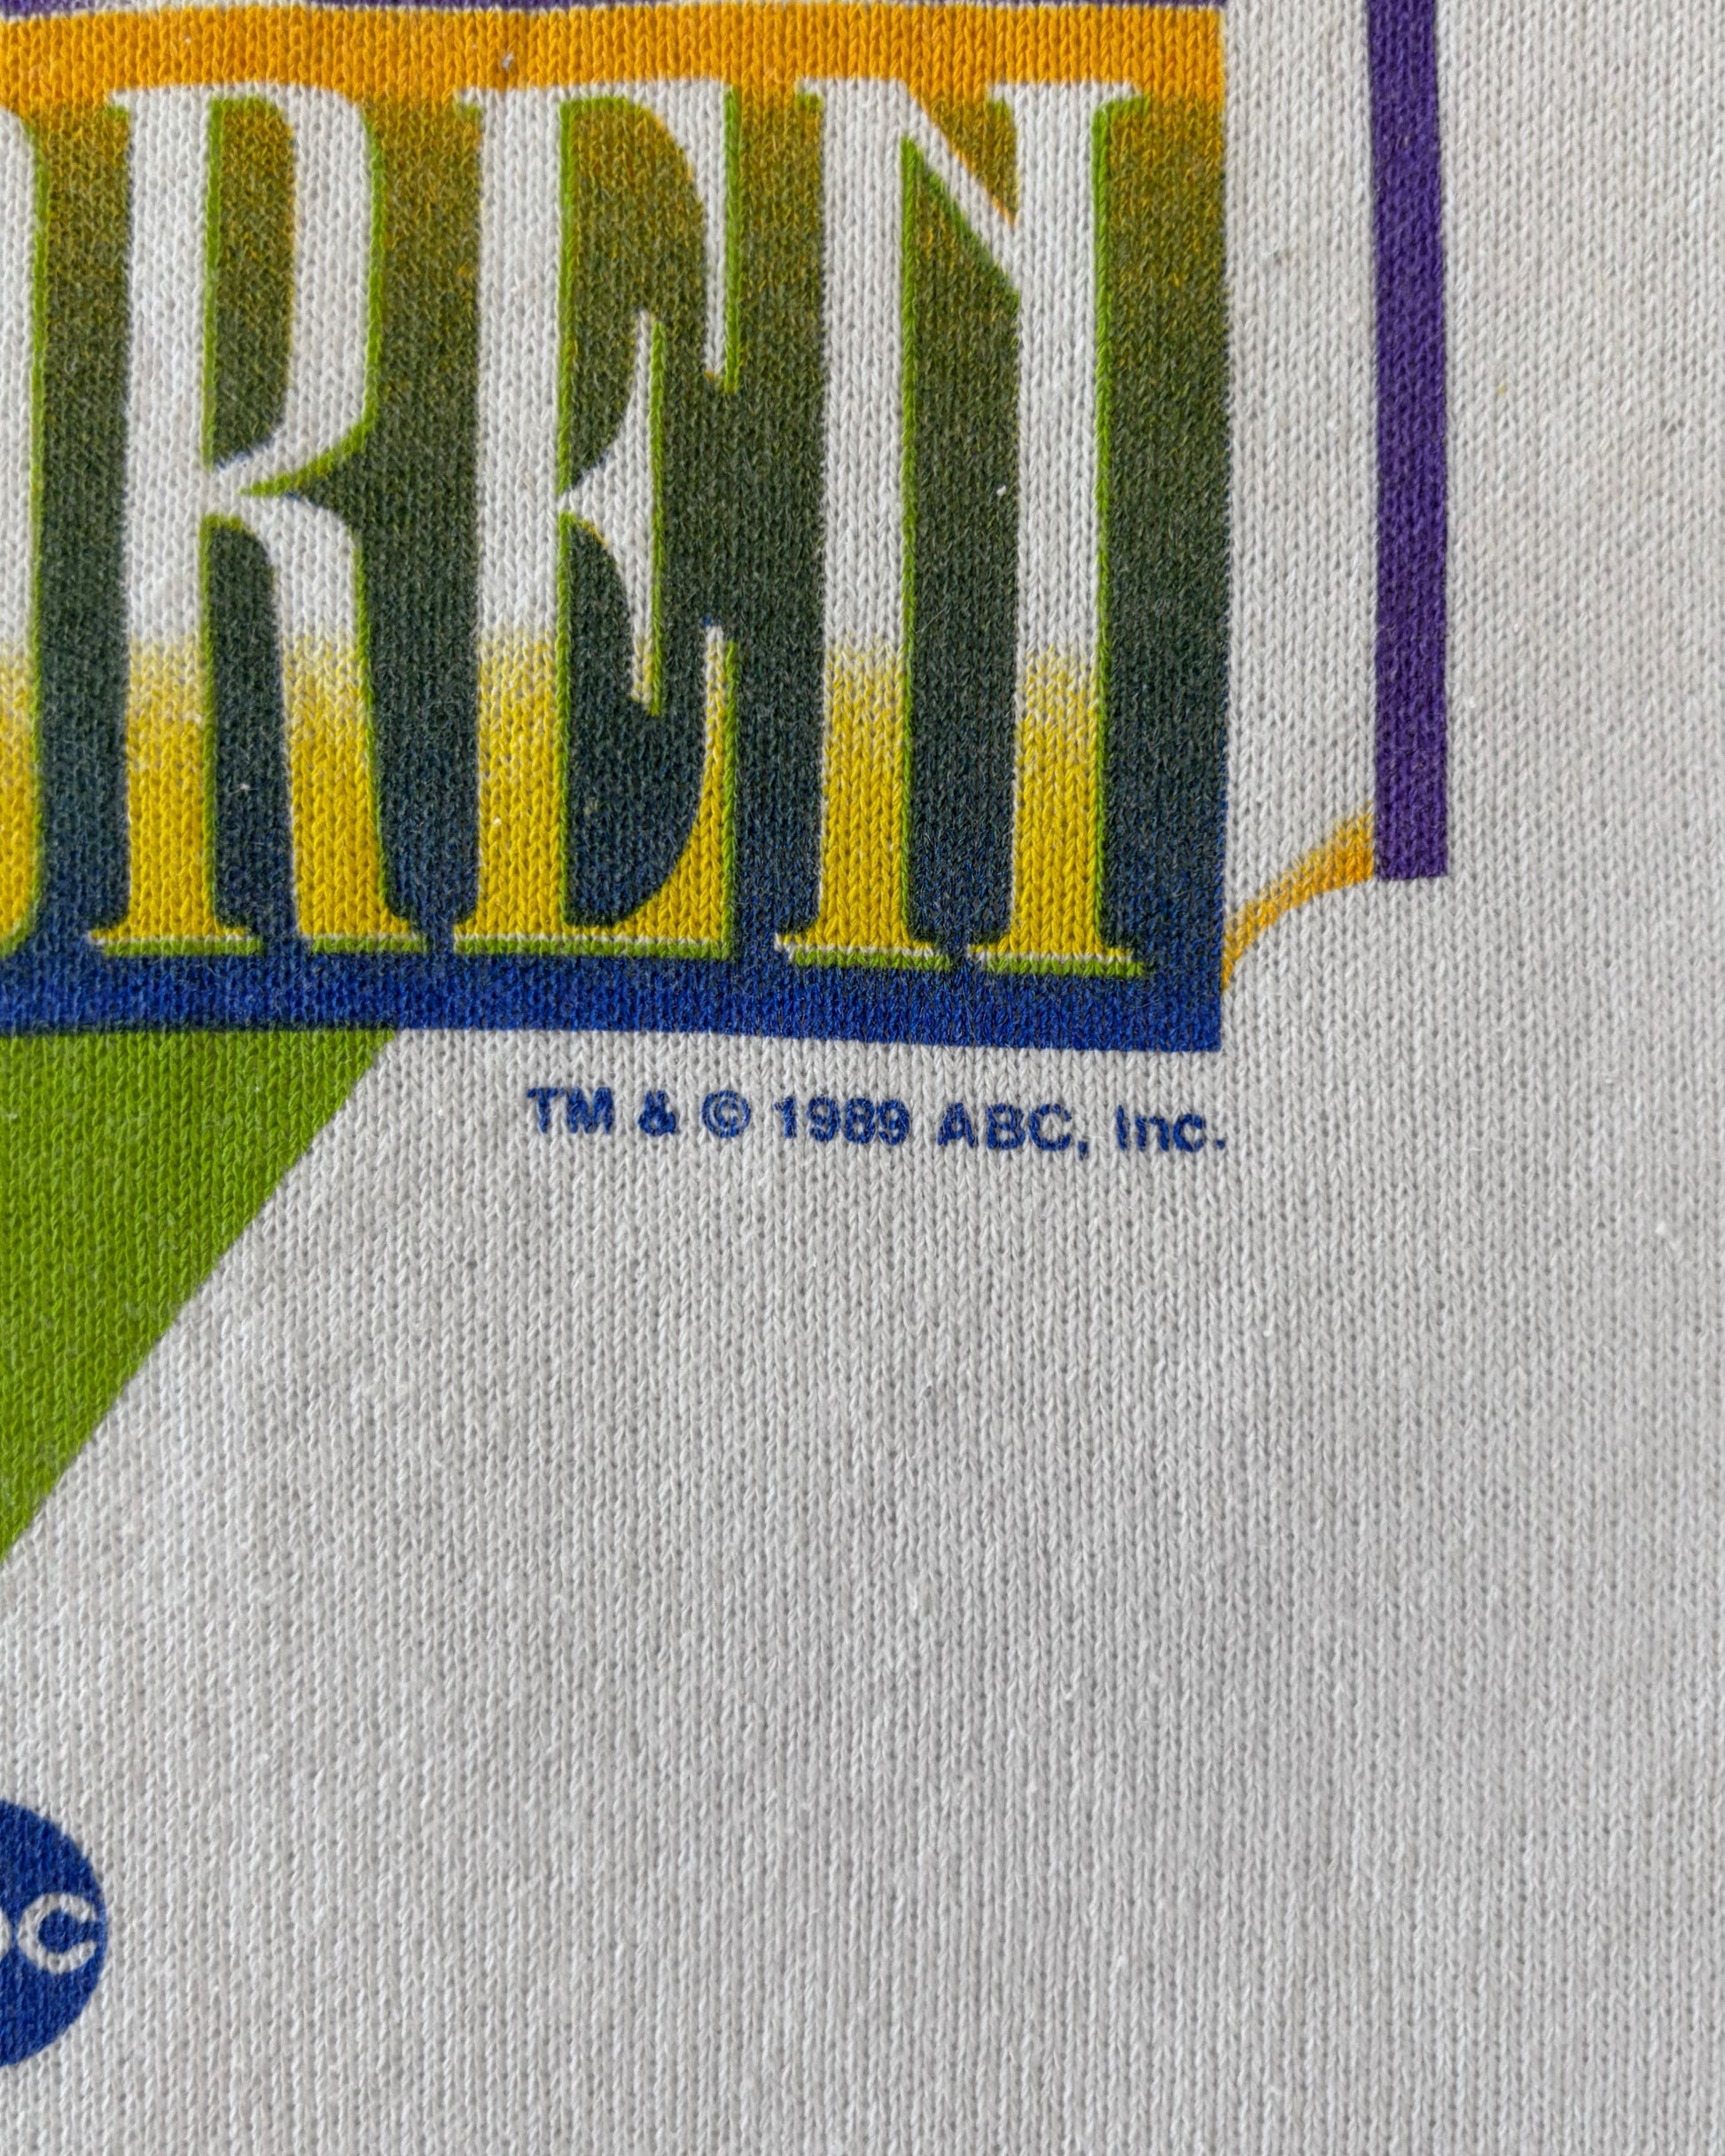 REN
TM & © 1989 ABC, Inc.
c